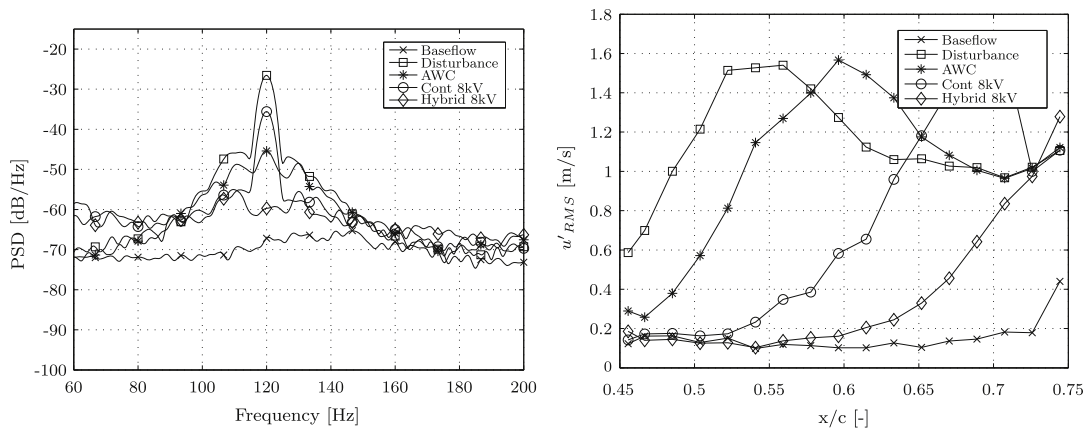 -20
-30
-40
-50
-60
-70
-80
-90
-100
PSD [dB/Hz]
60
80
100
120
140
160
180
200
Frequency [Hz]
Baseflow
Disturbance
AWC
Cont 8kV
Hybrid 8kV
1.8
1.6
1.4
1.2
1
0.8
0.6
0.4
0.2
0
u'RMS [m/s]
0.45
0.5
0.55
0.6
0.65
0.7
0.75
x/c [-]
Baseflow
Disturbance
AWC
Cont 8kV
Hybrid 8kV